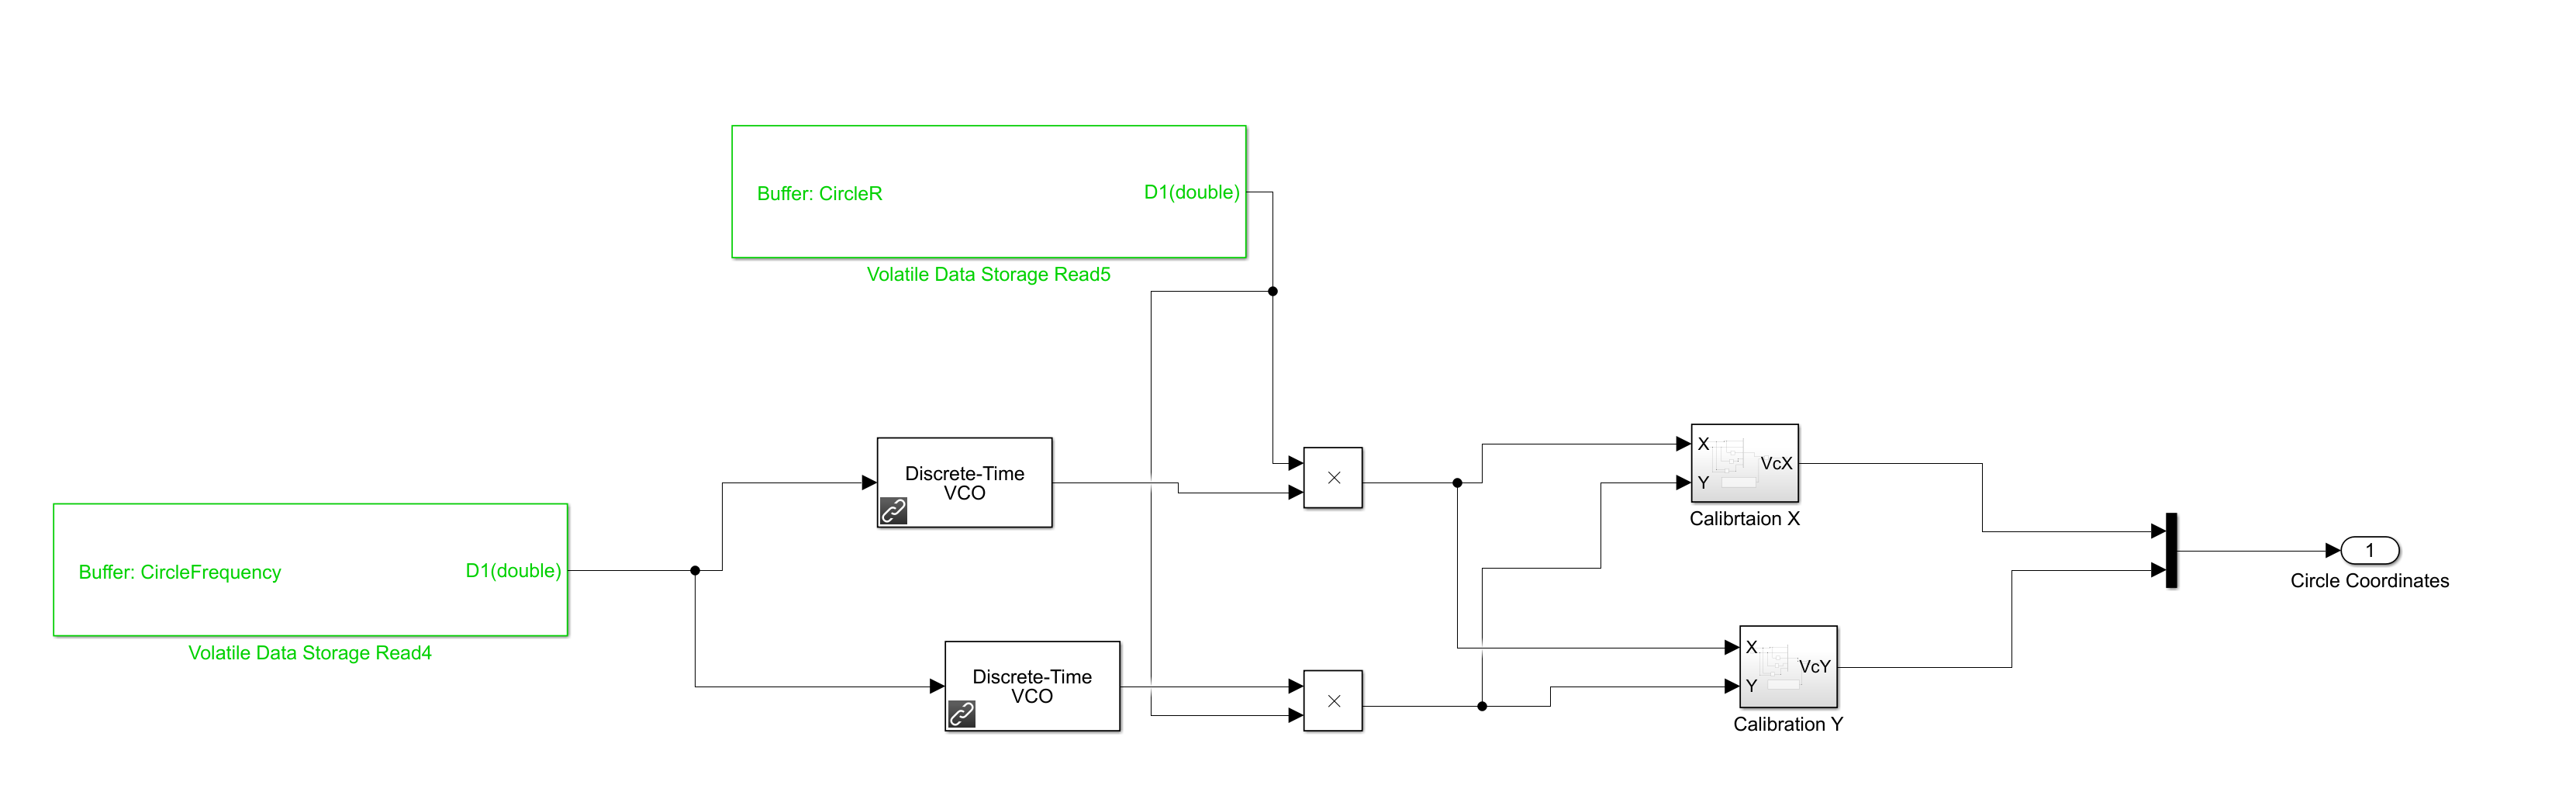 Buffer: CircleR
D1(double)
Volatile Data Storage Read5
Discrete-Time
VCO
×
X
Y
VcX
Calibrtaion X
Buffer: CircleFrequency
D1(double)
Volatile Data Storage Read4
1
Circle Coordinates
Discrete-Time
VCO
×
X
Y
VcY
Calibration Y